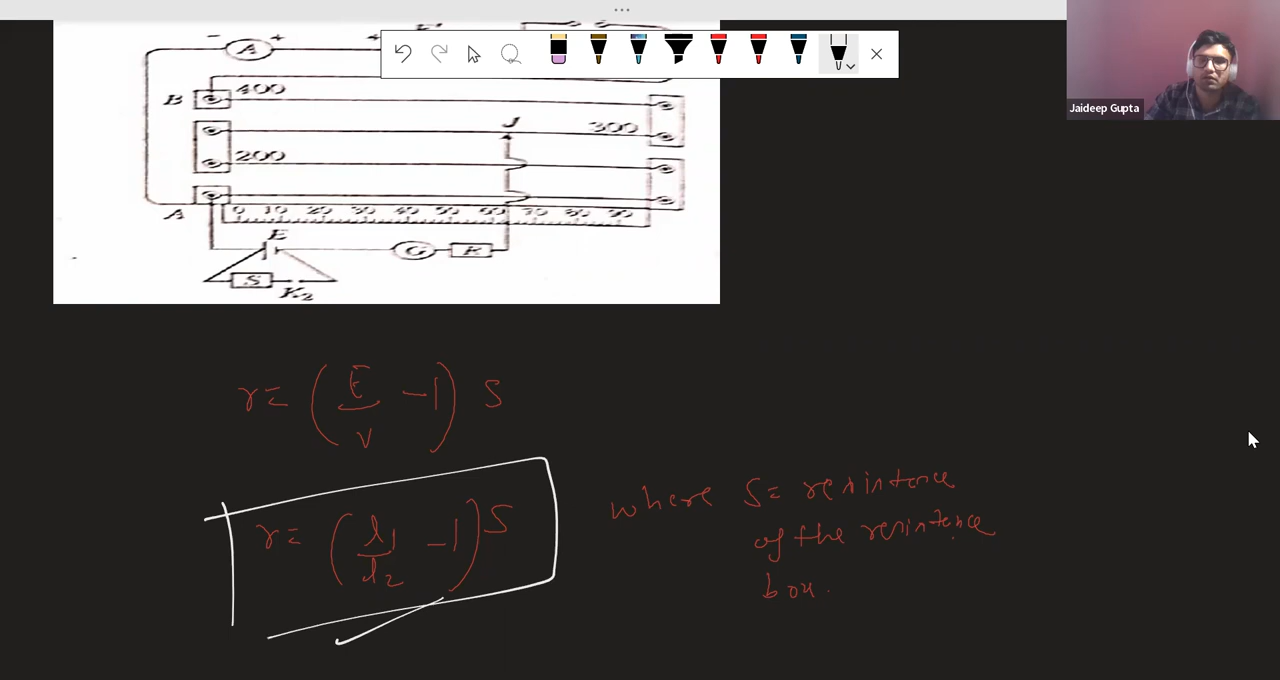 ...
- A + +
B 400
J 300
200
A 0 10 20 30 40 50 60 70 80 90
E
G R
S K2
Jaideep Gupta
r = (E/V - 1) S
r = (l1/l2 - 1) S
where S = resistance
of the resistance
box.